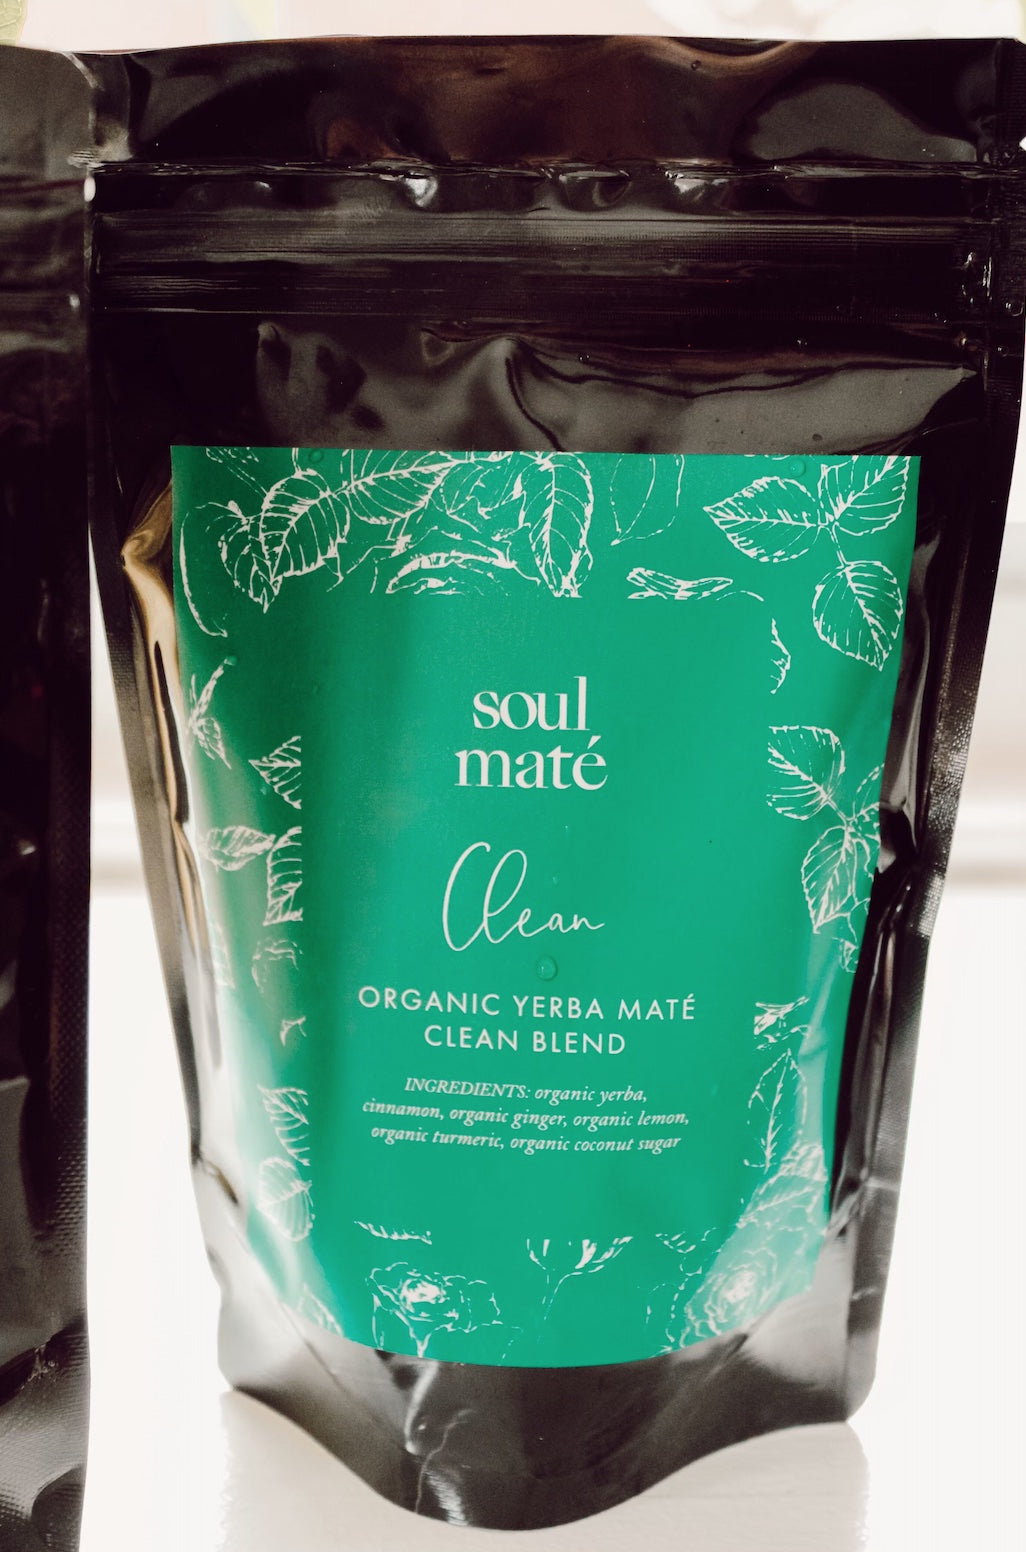 soul
maté
Clean
ORGANIC YERBA MATÉ
CLEAN BLEND
INGREDIENTS: organic yerba,
cinnamon, organic ginger, organic lemon,
organic turmeric, organic coconut sugar